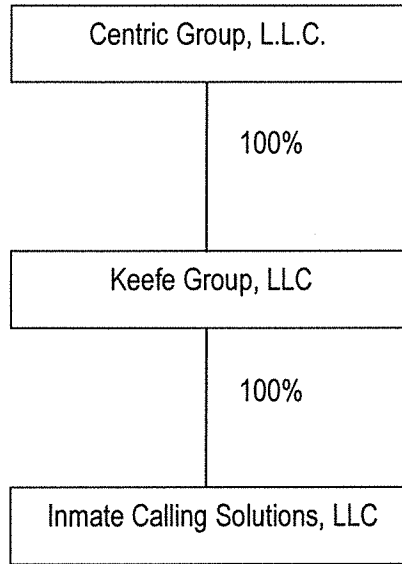 Centric Group, L.L.C.
100%
Keefe Group, LLC
100%
Inmate Calling Solutions, LLC